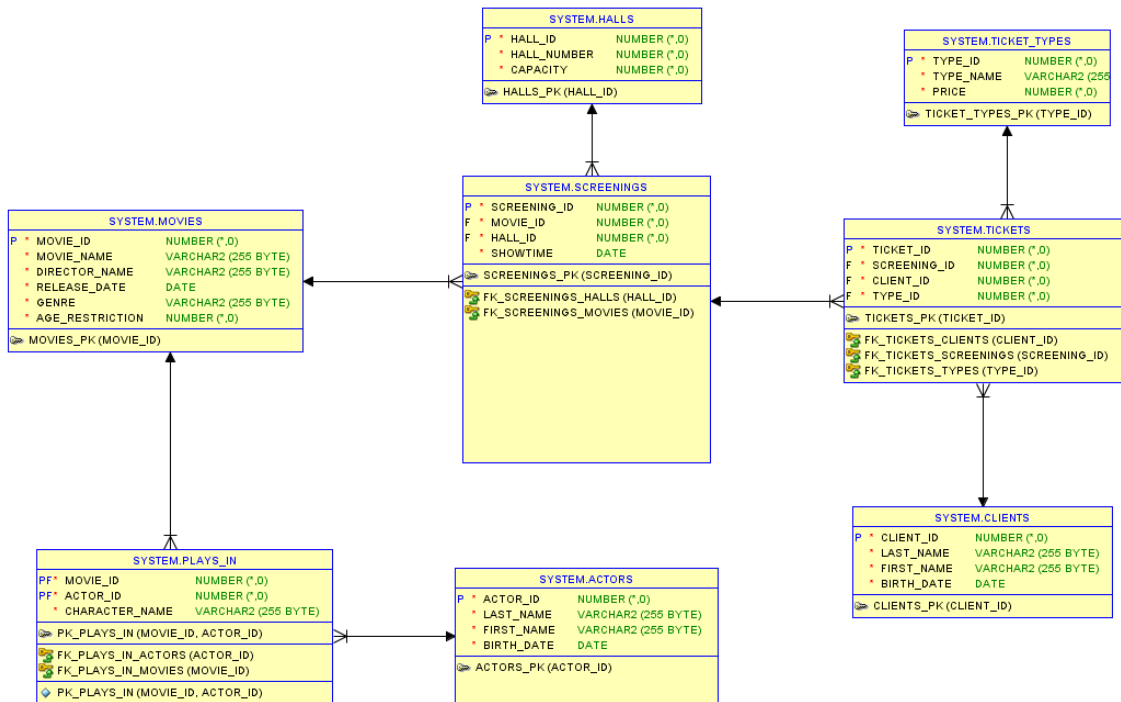 SYSTEM.HALLS
P * HALL_ID NUMBER (*,0)
* HALL_NUMBER NUMBER (*,0)
* CAPACITY NUMBER (*,0)
HALLS_PK (HALL_ID)
SYSTEM.TICKET_TYPES
P * TYPE_ID NUMBER (*,0)
* TYPE_NAME VARCHAR2 (255
* PRICE NUMBER (*,0)
TICKET_TYPES_PK (TYPE_ID)
SYSTEM.SCREENINGS
P * SCREENING_ID NUMBER (*,0)
F * MOVIE_ID NUMBER (*,0)
F * HALL_ID NUMBER (*,0)
* SHOWTIME DATE
SCREENINGS_PK (SCREENING_ID)
FK_SCREENINGS_HALLS (HALL_ID)
FK_SCREENINGS_MOVIES (MOVIE_ID)
SYSTEM.MOVIES
P * MOVIE_ID NUMBER (*,0)
* MOVIE_NAME VARCHAR2 (255 BYTE)
* DIRECTOR_NAME VARCHAR2 (255 BYTE)
* RELEASE_DATE DATE
* GENRE VARCHAR2 (255 BYTE)
* AGE_RESTRICTION NUMBER (*,0)
MOVIES_PK (MOVIE_ID)
SYSTEM.TICKETS
P * TICKET_ID NUMBER (*,0)
F * SCREENING_ID NUMBER (*,0)
F * CLIENT_ID NUMBER (*,0)
F * TYPE_ID NUMBER (*,0)
TICKETS_PK (TICKET_ID)
FK_TICKETS_CLIENTS (CLIENT_ID)
FK_TICKETS_SCREENINGS (SCREENING_ID)
FK_TICKETS_TYPES (TYPE_ID)
SYSTEM.CLIENTS
P * CLIENT_ID NUMBER (*,0)
* LAST_NAME VARCHAR2 (255 BYTE)
* FIRST_NAME VARCHAR2 (255 BYTE)
* BIRTH_DATE DATE
CLIENTS_PK (CLIENT_ID)
SYSTEM.PLAYS_IN
PF* MOVIE_ID NUMBER (*,0)
PF* ACTOR_ID NUMBER (*,0)
* CHARACTER_NAME VARCHAR2 (255 BYTE)
PK_PLAYS_IN (MOVIE_ID, ACTOR_ID)
FK_PLAYS_IN_ACTORS (ACTOR_ID)
FK_PLAYS_IN_MOVIES (MOVIE_ID)
PK_PLAYS_IN (MOVIE_ID, ACTOR_ID)
SYSTEM.ACTORS
P * ACTOR_ID NUMBER (*,0)
* LAST_NAME VARCHAR2 (255 BYTE)
* FIRST_NAME VARCHAR2 (255 BYTE)
* BIRTH_DATE DATE
ACTORS_PK (ACTOR_ID)